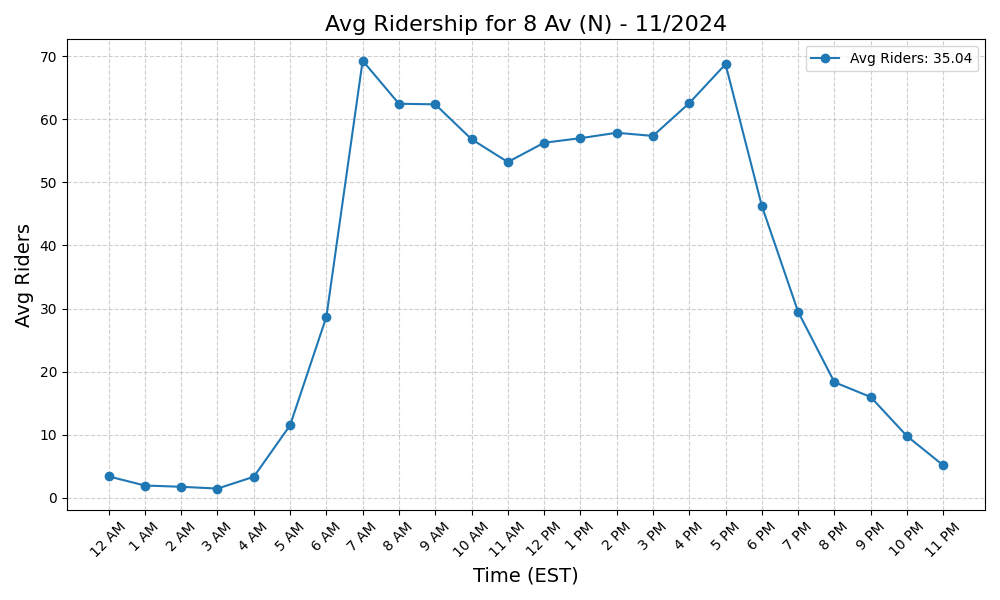 Avg Ridership for 8 Av (N) - 11/2024
Avg Riders: 35.04
Avg Riders
70
60
50
40
30
20
10
0
12 AM
1 AM
2 AM
3 AM
4 AM
5 AM
6 AM
7 AM
8 AM
9 AM
10 AM
11 AM
12 PM
1 PM
2 PM
3 PM
4 PM
5 PM
6 PM
7 PM
8 PM
9 PM
10 PM
11 PM
Time (EST)